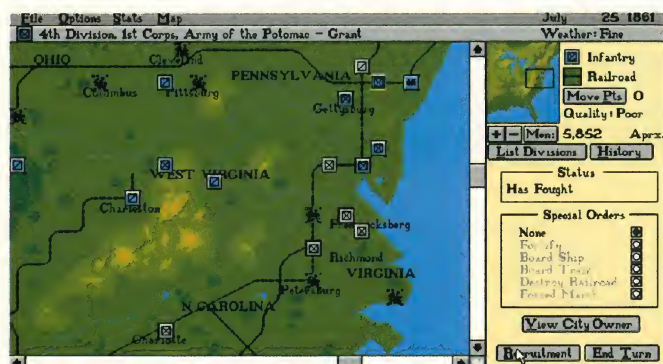 File Options Stats Map July 25 1861
4th Division, 1st Corps, Army of the Potomac - Grant Weather: Fine
OHIO
Cleveland
PENNSYLVANIA
Columbus
Pittsburg
Gettysburg
WEST VIRGINIA
Charleston
Fredericksberg
Richmond
VIRGINIA
Petersburg
N CAROLINA
Charlotte
Infantry
Railroad
Move Pts 0
Quality: Poor
+ - Men: 5,852 Aprx.
List Divisions History
Status
Has Fought
Special Orders
None
Fortify
Board Ship
Board Train
Destroy Railroad
Forced March
View City Owner
Recruitment End Turn